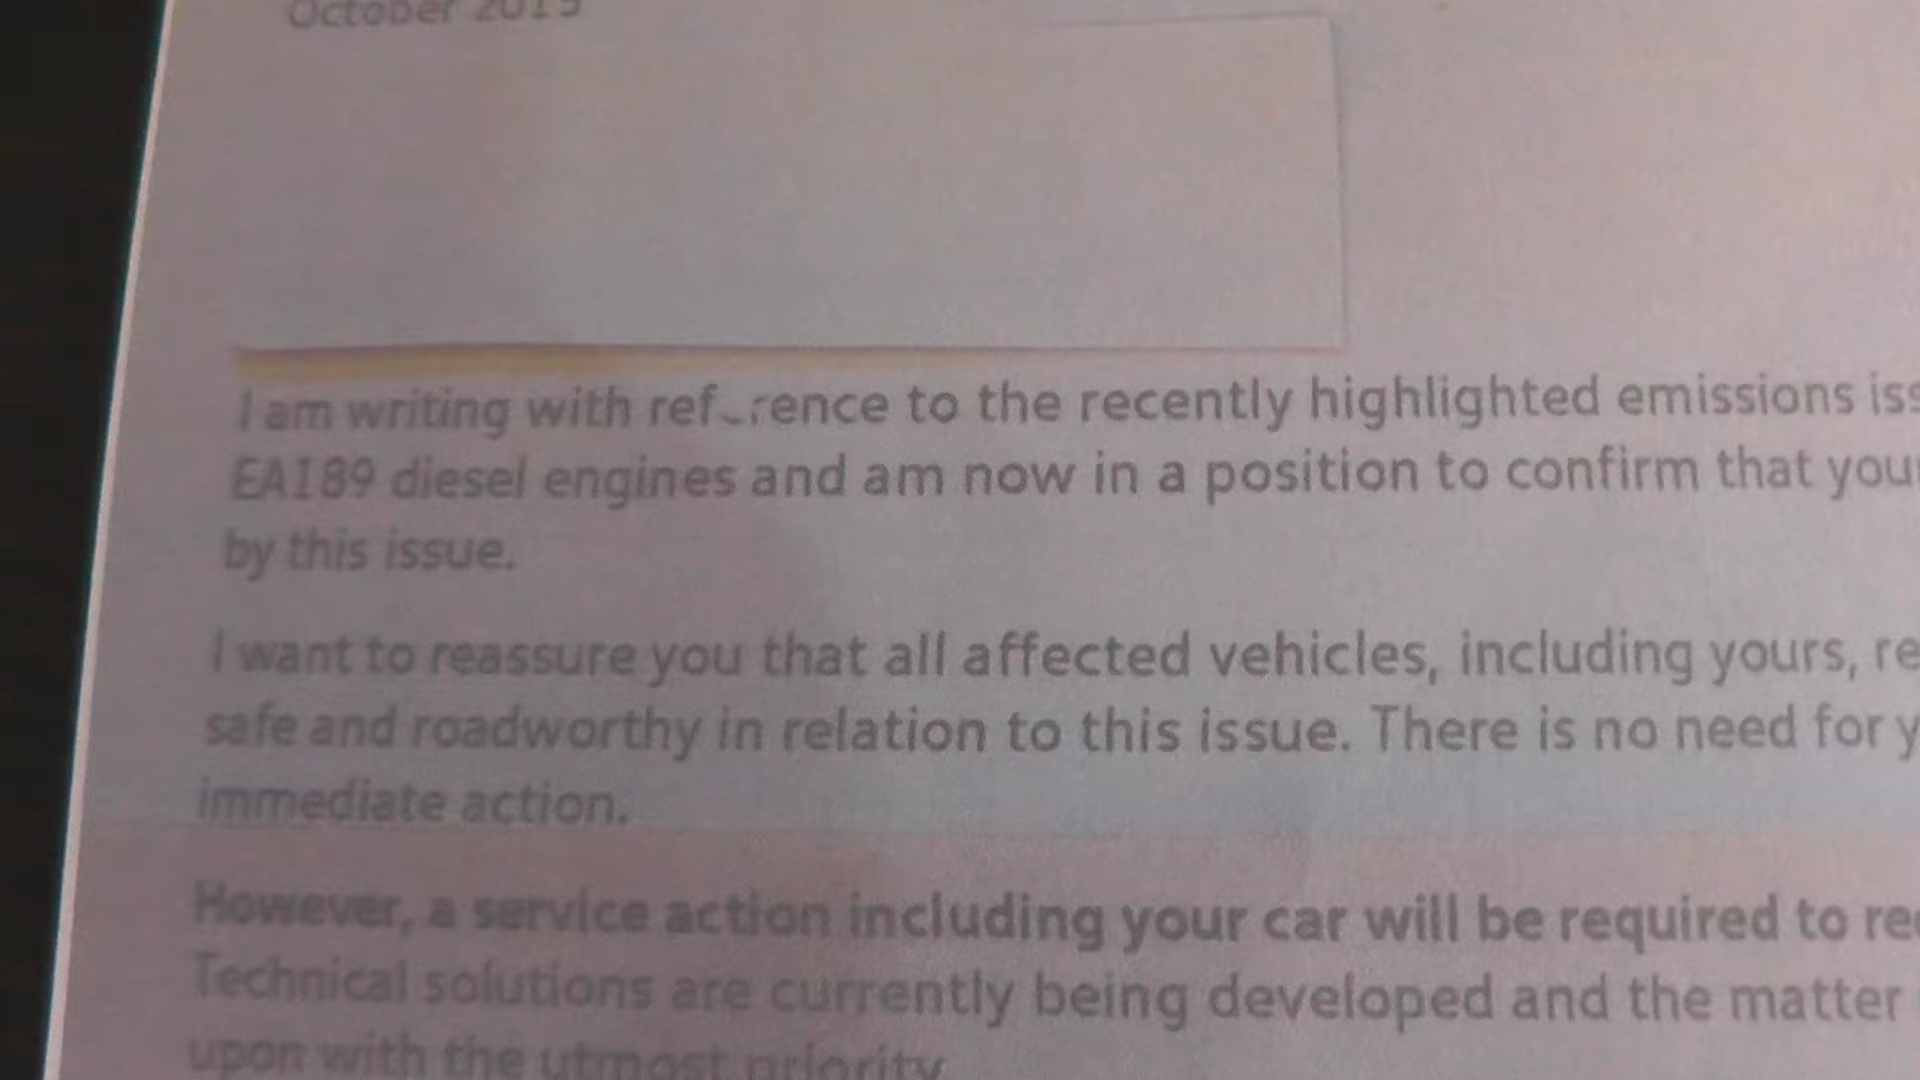 October 2015
I am writing with ref rence to the recently highlighted emissions iss
EA189 diesel engines and am now in a position to confirm that your
by this issue.
I want to reassure you that all affected vehicles, including yours, re
safe and roadworthy in relation to this issue. There is no need for y
immediate action.
However, a service action including your car will be required to re
Technical solutions are currently being developed and the matter
upon with the utmost priority